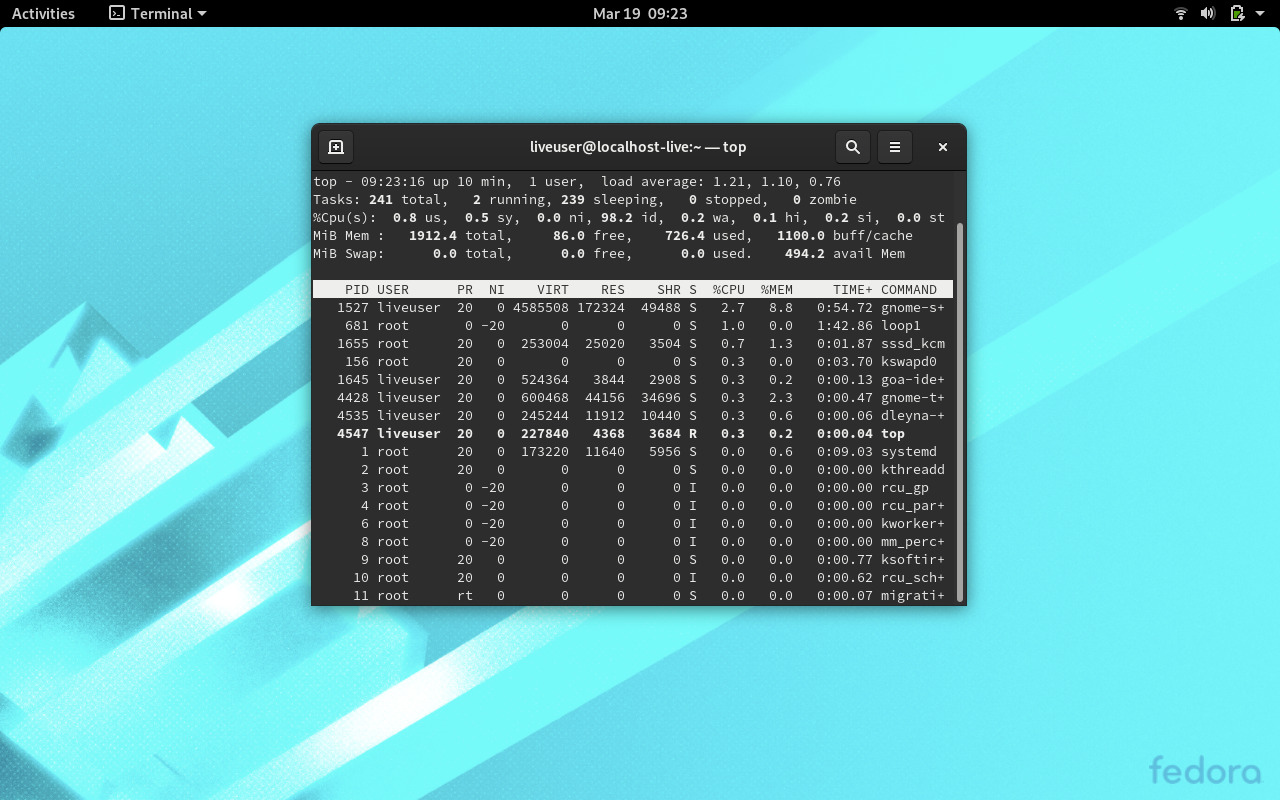 Activities Terminal Mar 19 09:23
liveuser@localhost-live:~ — top
top - 09:23:16 up 10 min,  1 user,  load average: 1.21, 1.10, 0.76
Tasks: 241 total,   2 running, 239 sleeping,   0 stopped,   0 zombie
%Cpu(s):  0.8 us,  0.5 sy,  0.0 ni, 98.2 id,  0.2 wa,  0.1 hi,  0.2 si,  0.0 st
MiB Mem :   1912.4 total,     86.0 free,    726.4 used,   1100.0 buff/cache
MiB Swap:      0.0 total,      0.0 free,      0.0 used.    494.2 avail Mem
    PID USER      PR  NI    VIRT    RES    SHR S  %CPU  %MEM     TIME+ COMMAND
   1527 liveuser  20   0 4585508 172324  49488 S   2.7   8.8   0:54.72 gnome-s+
    681 root       0 -20       0      0      0 S   1.0   0.0   1:42.86 loop1
   1655 root      20   0  253004  25020   3504 S   0.7   1.3   0:01.87 sssd_kcm
    156 root      20   0       0      0      0 S   0.3   0.0   0:03.70 kswapd0
   1645 liveuser  20   0  524364   3844   2908 S   0.3   0.2   0:00.13 goa-ide+
   4428 liveuser  20   0  600468  44156  34696 S   0.3   2.3   0:00.47 gnome-t+
   4535 liveuser  20   0  245244  11912  10440 S   0.3   0.6   0:00.06 dleyna-+
   4547 liveuser  20   0  227840   4368   3684 R   0.3   0.2   0:00.04 top
      1 root      20   0  173220  11640   5956 S   0.0   0.6   0:09.03 systemd
      2 root      20   0       0      0      0 S   0.0   0.0   0:00.00 kthreadd
      3 root       0 -20       0      0      0 I   0.0   0.0   0:00.00 rcu_gp
      4 root       0 -20       0      0      0 I   0.0   0.0   0:00.00 rcu_par+
      6 root       0 -20       0      0      0 I   0.0   0.0   0:00.00 kworker+
      8 root       0 -20       0      0      0 I   0.0   0.0   0:00.00 mm_perc+
      9 root      20   0       0      0      0 S   0.0   0.0   0:00.77 ksoftir+
     10 root      20   0       0      0      0 I   0.0   0.0   0:00.62 rcu_sch+
     11 root      rt   0       0      0      0 S   0.0   0.0   0:00.07 migrati+
fedora